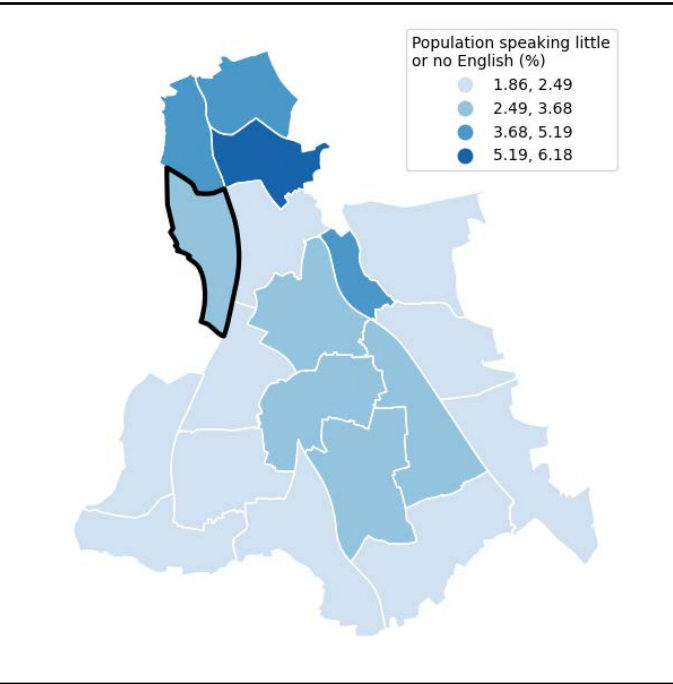 Population speaking little
or no English (%)
1.86, 2.49
2.49, 3.68
3.68, 5.19
5.19, 6.18